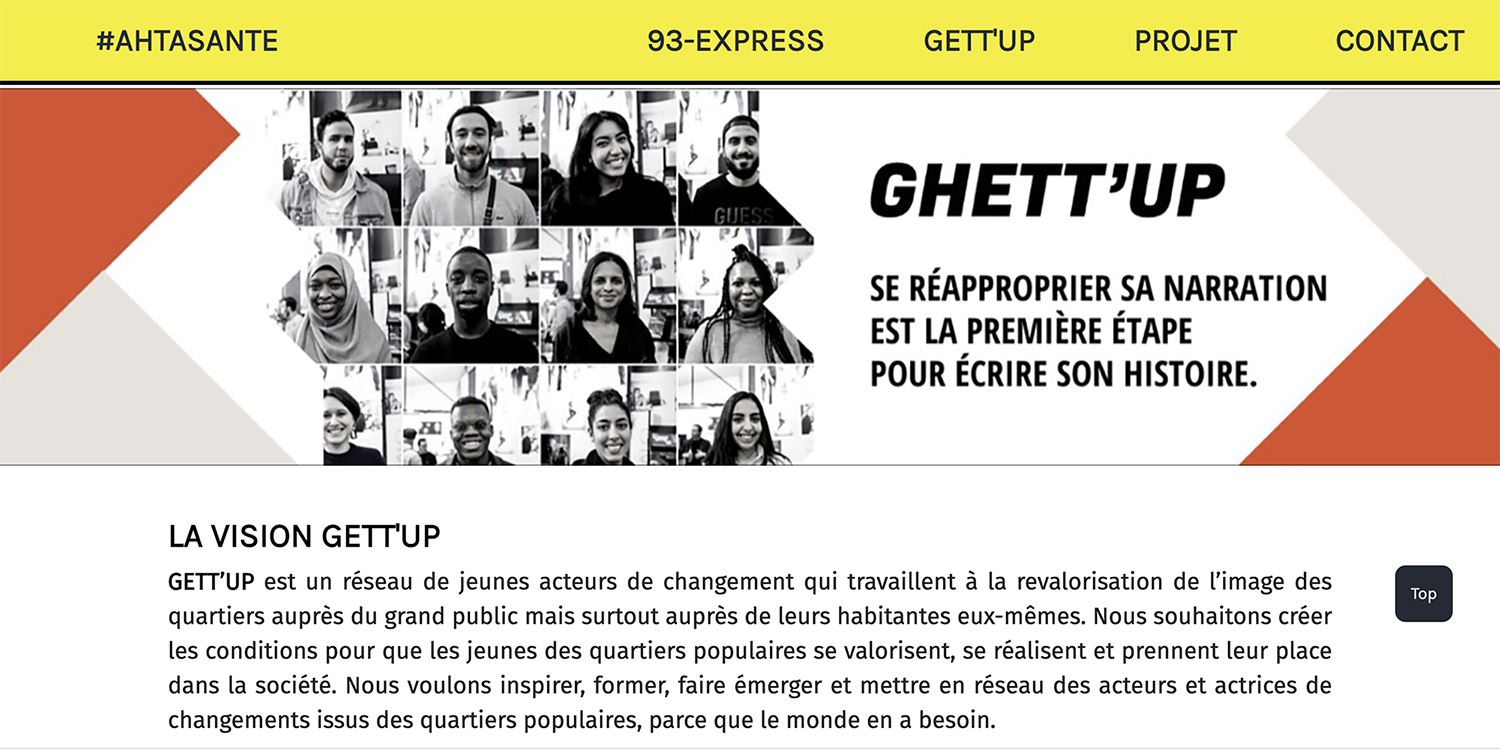 #AHTASANTE
93-EXPRESS
GETT'UP
PROJET
CONTACT
GUESS
GHETT’UP
SE RÉAPPROPRIER SA NARRATION
EST LA PREMIÈRE ÉTAPE
POUR ÉCRIRE SON HISTOIRE.
LA VISION GETT'UP
GETT’UP est un réseau de jeunes acteurs de changement qui travaillent à la revalorisation de l’image des
quartiers auprès du grand public mais surtout auprès de leurs habitantes eux-mêmes. Nous souhaitons créer
les conditions pour que les jeunes des quartiers populaires se valorisent, se réalisent et prennent leur place
dans la société. Nous voulons inspirer, former, faire émerger et mettre en réseau des acteurs et actrices de
changements issus des quartiers populaires, parce que le monde en a besoin.
Top